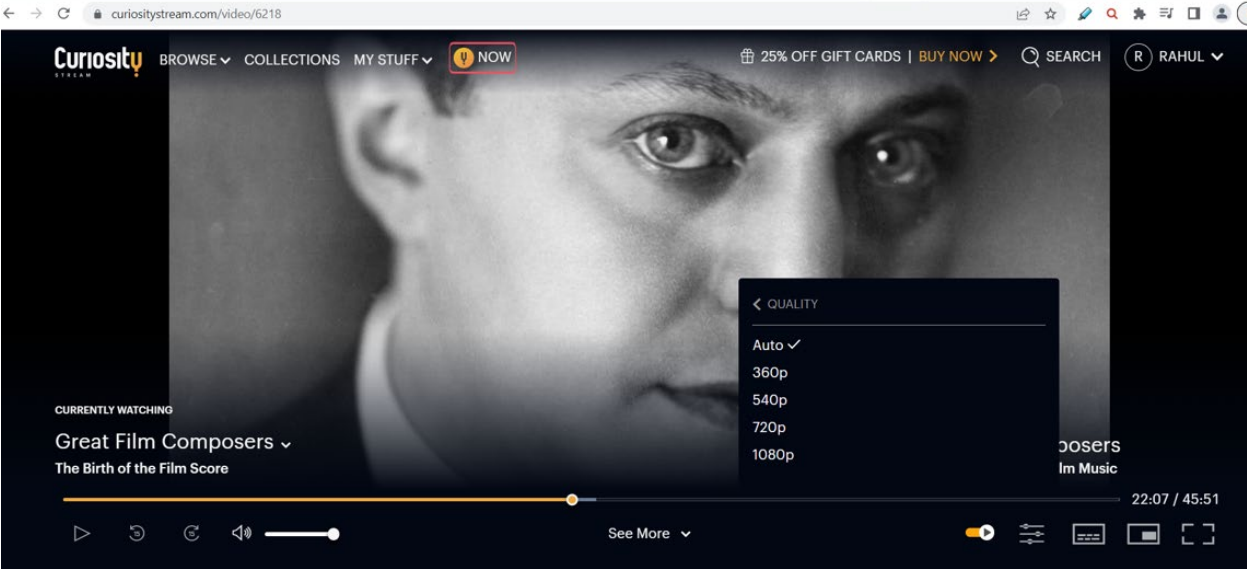 curiositystream.com/video/6218
CURIOSITY STREAM
BROWSE COLLECTIONS MY STUFF NOW
25% OFF GIFT CARDS | BUY NOW SEARCH R RAHUL
QUALITY
Auto
360p
540p
720p
1080p
CURRENTLY WATCHING
Great Film Composers
The Birth of the Film Score
posers
lm Music
22:07 / 45:51
15 15 See More